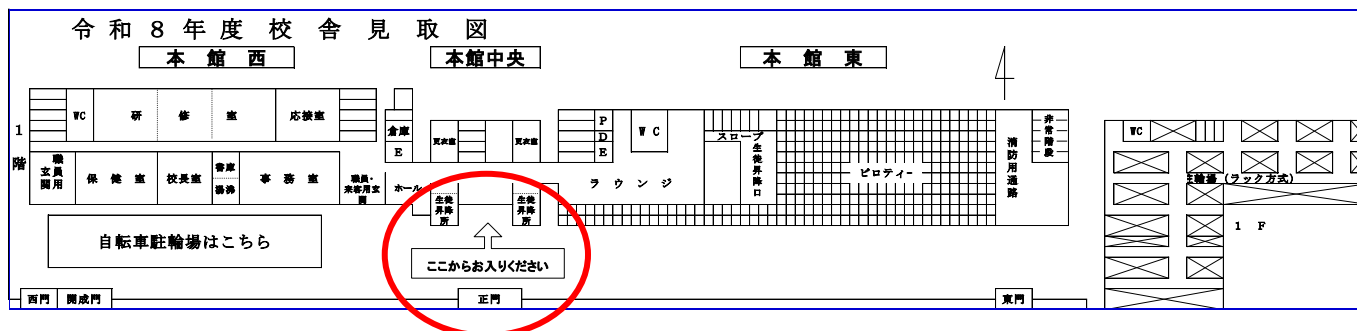 令和8年度校舎見取図
本館西
本館中央
本館東
1階
WC
研修室
応接室
職員用玄関
保健室
校長室
書庫
湯沸
事務室
職員・来客用玄関
倉庫
E
ホール
更衣室
更衣室
生徒昇降所
生徒昇降所
P
D
E
WC
ラウンジ
スロープ
生徒昇降口
ピロティー
消防用通路
非常階段
WC
駐輪場（ラック方式）
1F
自転車駐輪場はこちら
ここからお入りください
西門
開成門
正門
東門